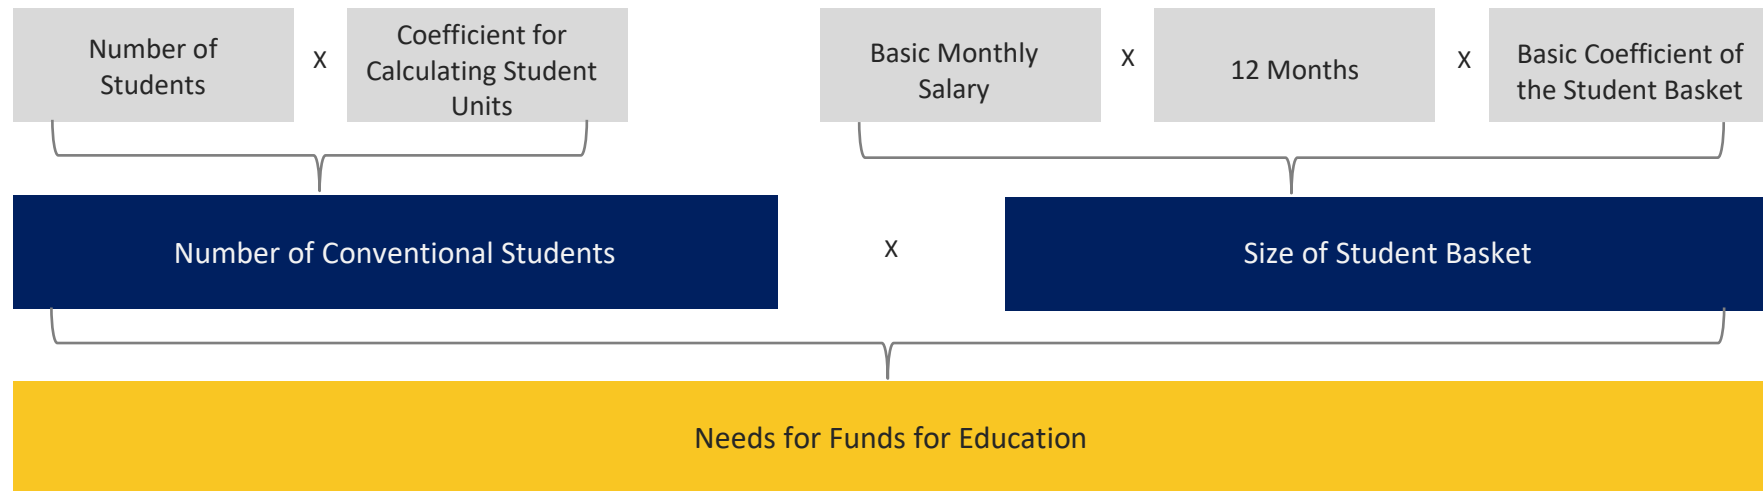 Number of
Students
X
Coefficient for
Calculating Student
Units
Basic Monthly
Salary
X
12 Months
X
Basic Coefficient of
the Student Basket
Number of Conventional Students
X
Size of Student Basket
Needs for Funds for Education